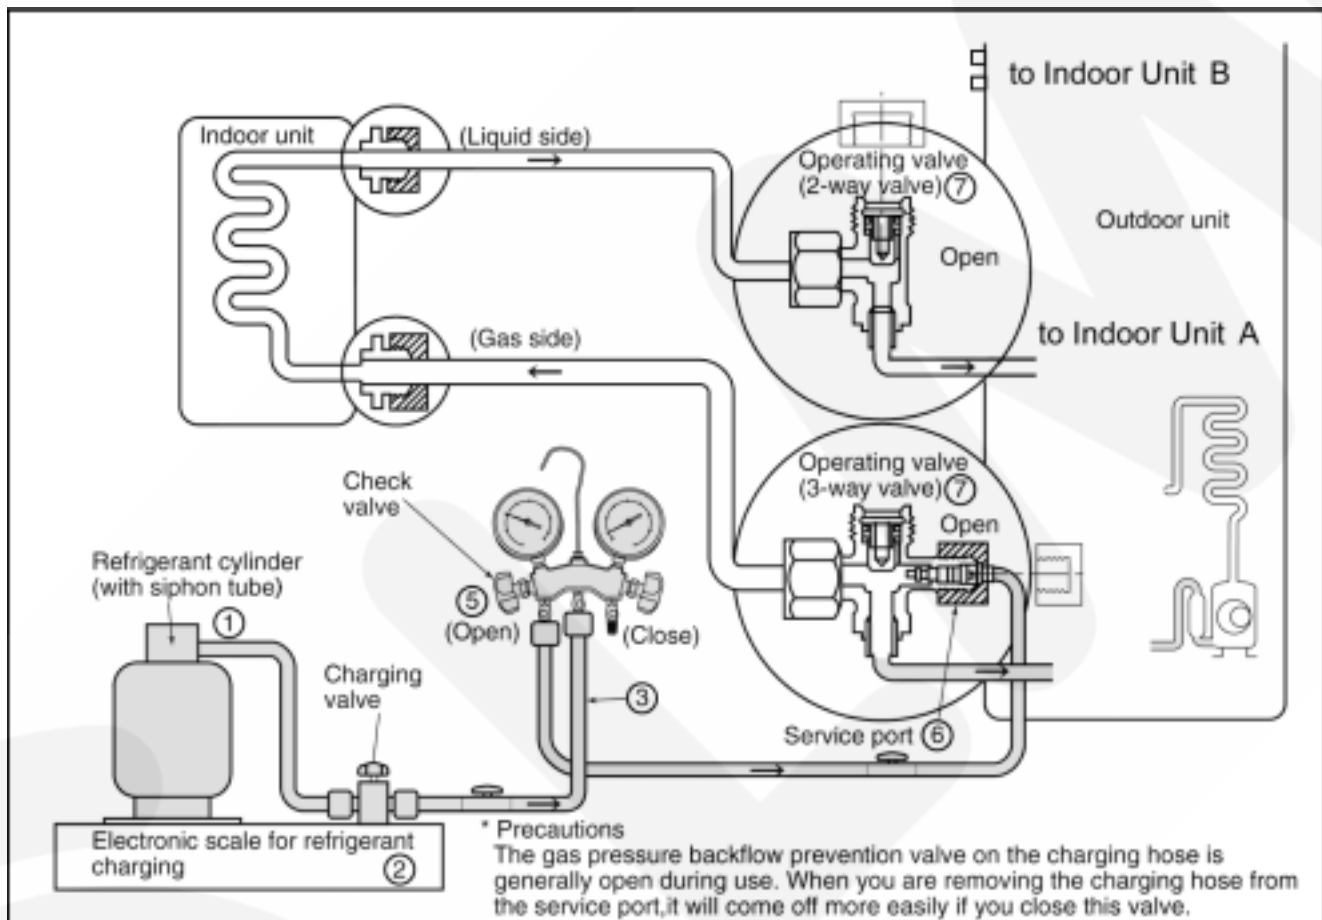 to Indoor Unit B
Indoor unit
(Liquid side)
Operating valve
(2-way valve) ⑦
Outdoor unit
Open
to Indoor Unit A
(Gas side)
Operating valve
(3-way valve) ⑦
Open
Check
valve
Refrigerant cylinder
(with siphon tube)
⑤
(Open)
(Close)
①
Charging
valve
③
Service port ⑥
Electronic scale for refrigerant
charging ②
* Precautions
The gas pressure backflow prevention valve on the charging hose is
generally open during use. When you are removing the charging hose from
the service port,it will come off more easily if you close this valve.